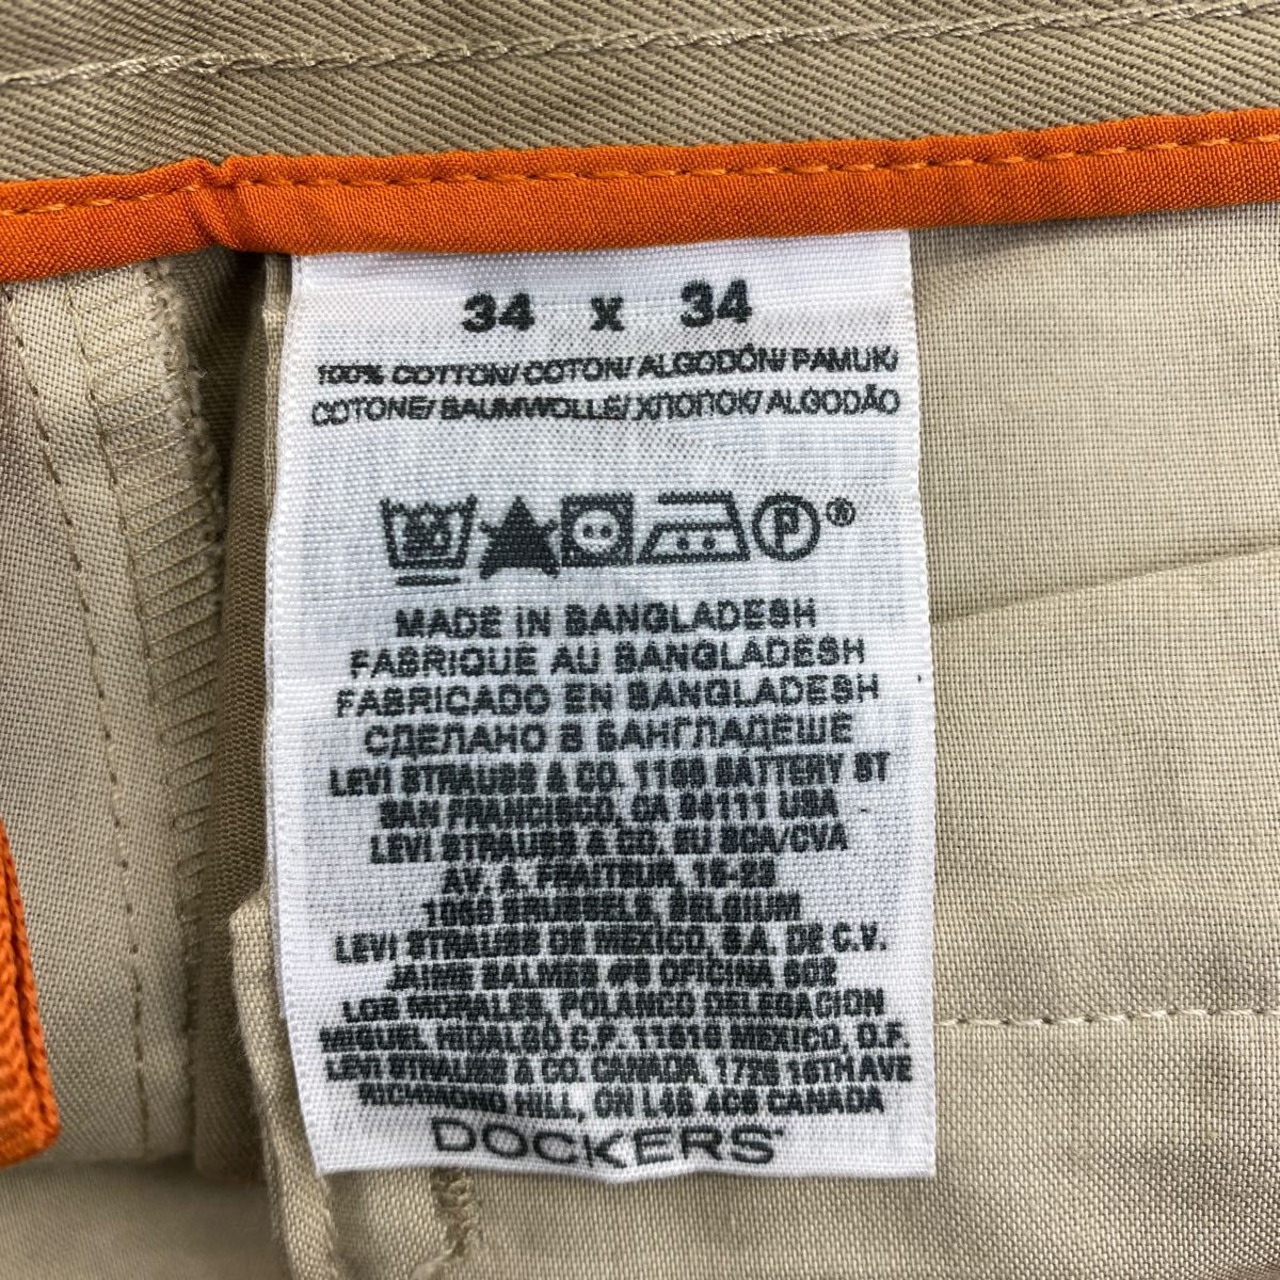 34 x 34
100% COTTON/COTON/ALGODÓN/PAMUK/
COTONE/BAUMWOLLE/ХЛОПОК/ALGODÃO
P®
MADE IN BANGLADESH
FABRIQUÉ AU BANGLADESH
FABRICADO EN BANGLADESH
СДЕЛАНО В БАНГЛАДЕШЕ
LEVI STRAUSS & CO. 1155 BATTERY ST
SAN FRANCISCO, CA 94111 USA
LEVI STRAUSS & CO. EU SCA/CVA
AV. A. FRAITEUR, 15-23
1050 BRUSSELS, BELGIUM
LEVI STRAUSS DE MEXICO, S.A. DE C.V.
JAIME BALMES #8 OFICINA 602
LOS MORALES, POLANCO DELEGACION
MIGUEL HIDALGO C.P. 11510 MEXICO, D.F.
LEVI STRAUSS & CO. CANADA, 1725 16TH AVE
RICHMOND HILL, ON L4B 4C6 CANADA
DOCKERS